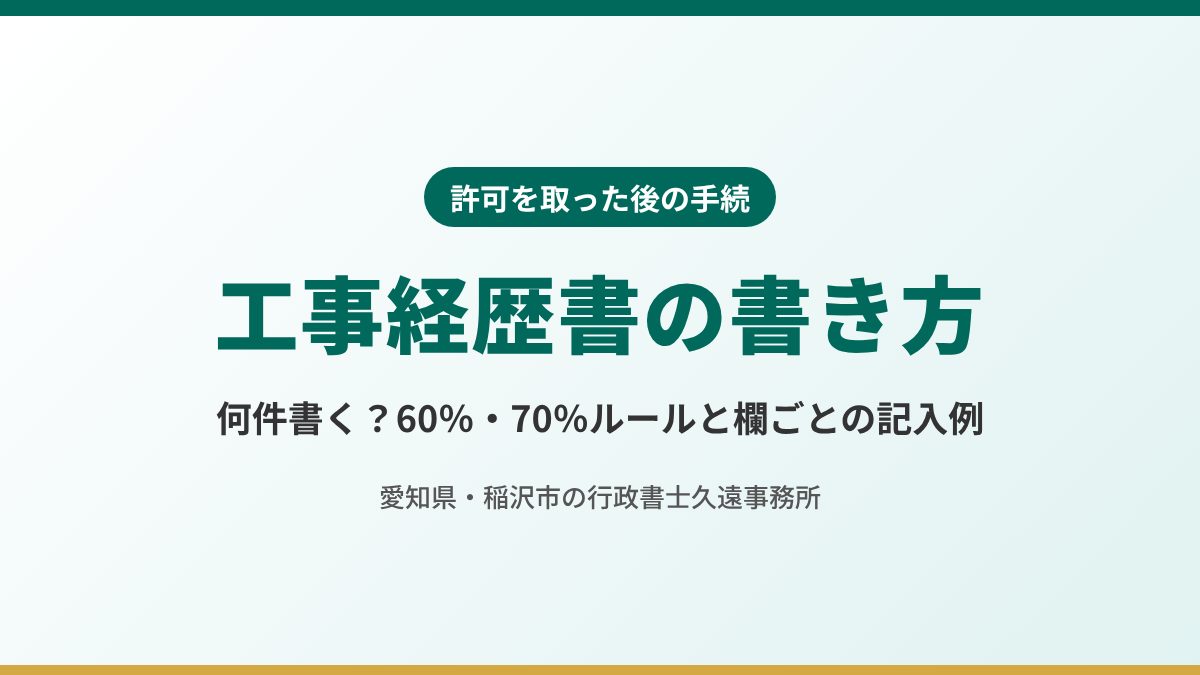 許可を取った後の手続
工事経歴書の書き方
何件書く？60%・70%ルールと欄ごとの記入例
愛知県・稲沢市の行政書士久遠事務所